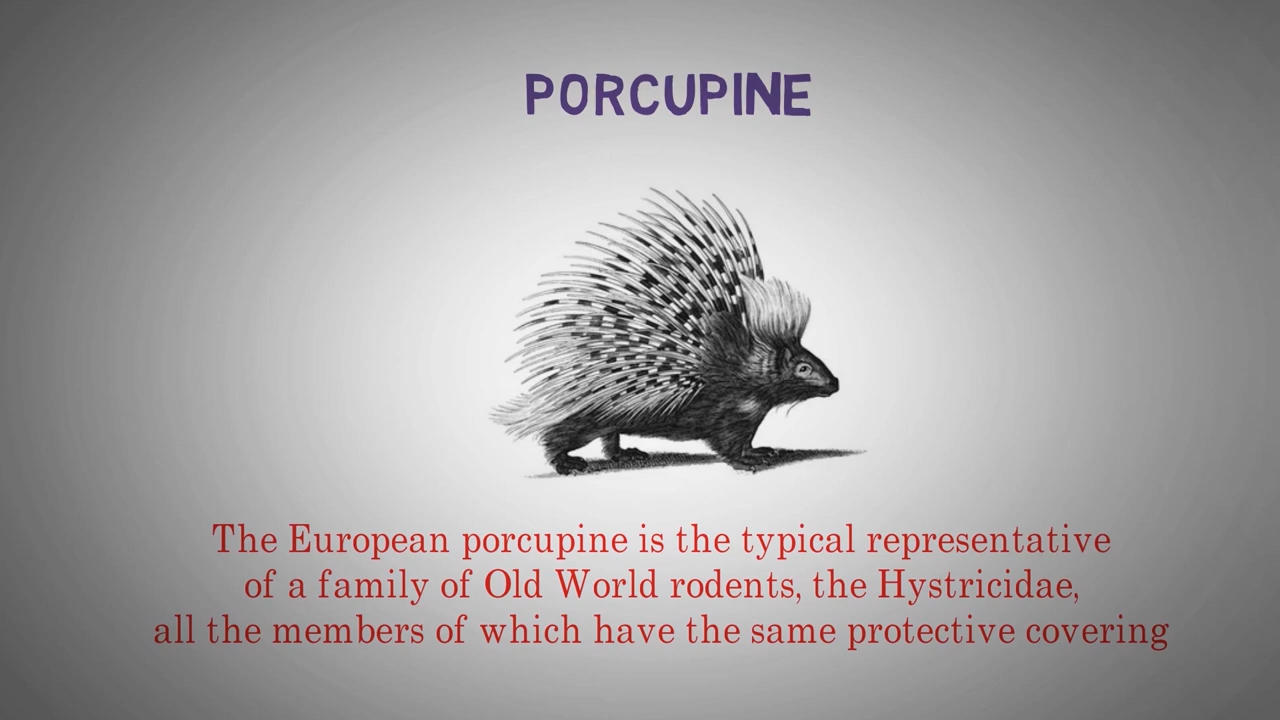 PORCUPINE
The European porcupine is the typical representative
of a family of Old World rodents, the Hystricidae,
all the members of which have the same protective covering